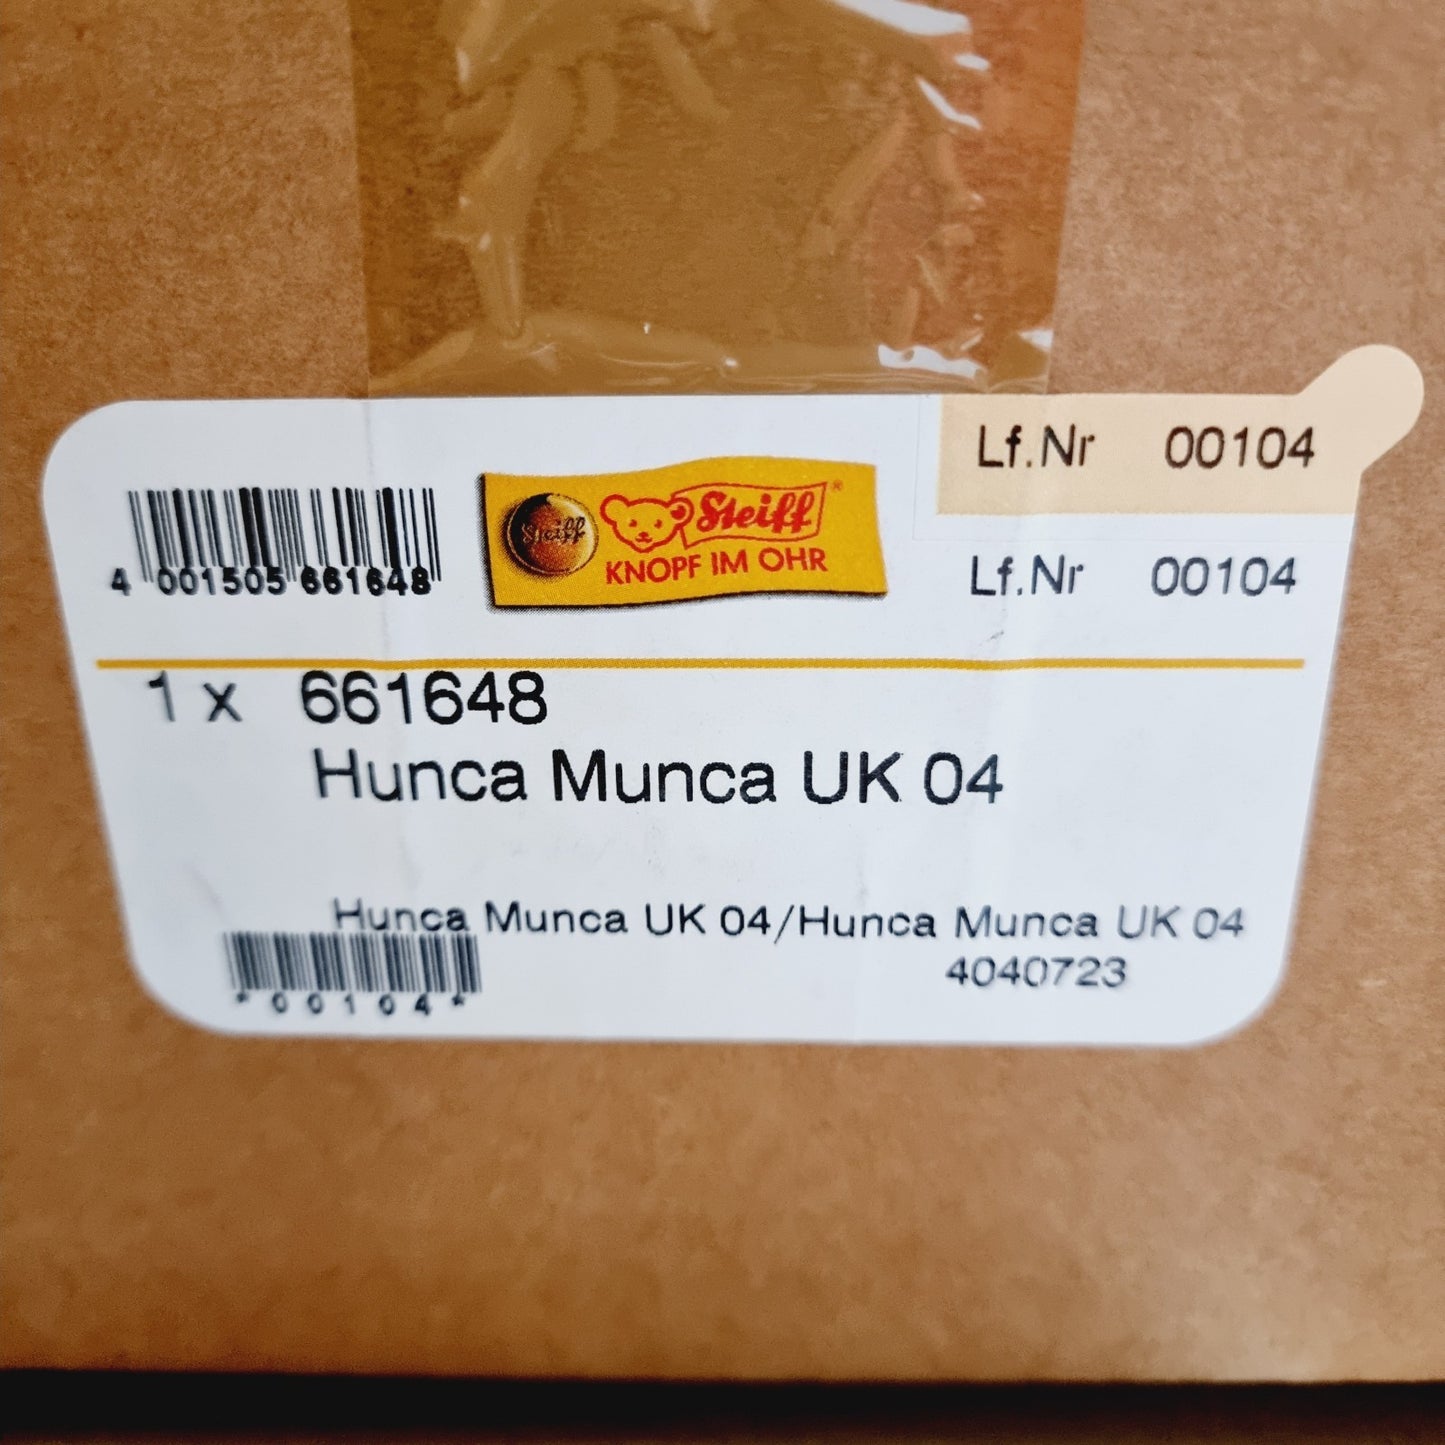 Lf.Nr 00104
4 001505 661648
Steiff
Steiff®
KNOPF IM OHR
Lf.Nr 00104
1 x 661648
Hunca Munca UK 04
Hunca Munca UK 04/Hunca Munca UK 04
4040723
*00104*